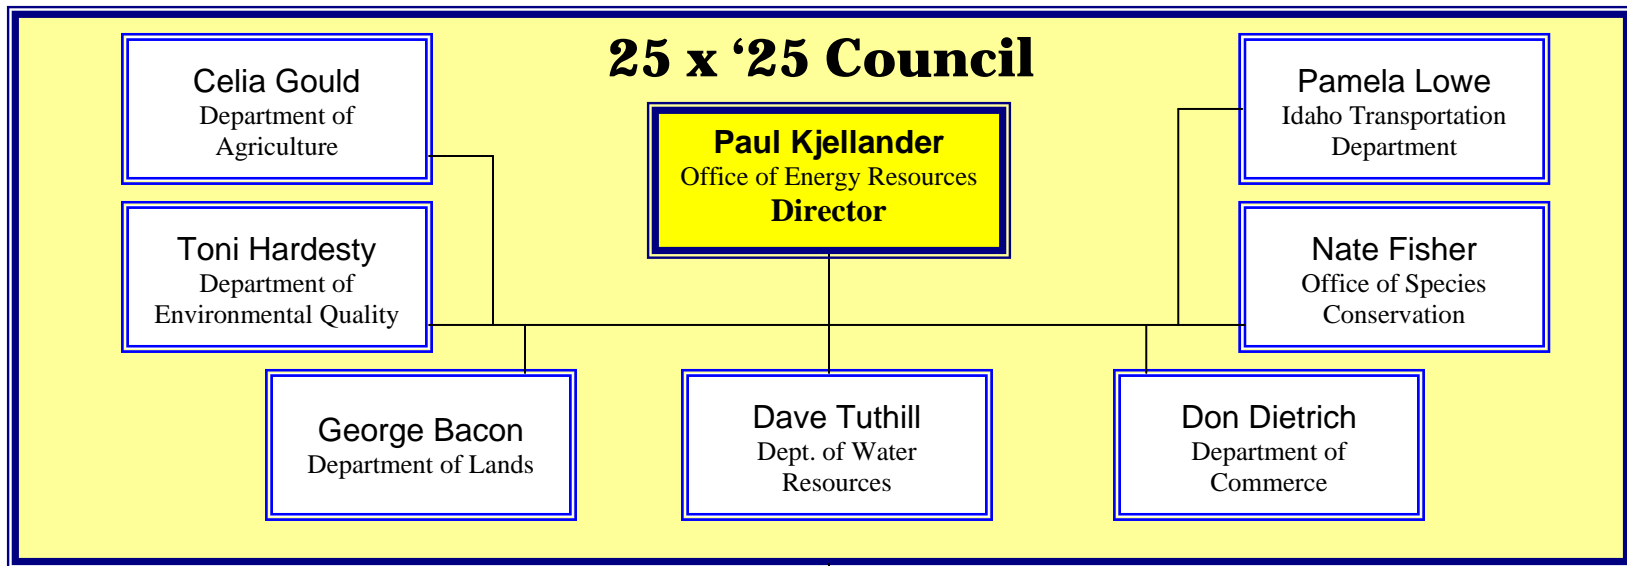 25 x ‘25 Council
Celia Gould
Department of
Agriculture
Paul Kjellander
Office of Energy Resources
Director
Pamela Lowe
Idaho Transportation
Department
Toni Hardesty
Department of
Environmental Quality
Nate Fisher
Office of Species
Conservation
George Bacon
Department of Lands
Dave Tuthill
Dept. of Water
Resources
Don Dietrich
Department of
Commerce